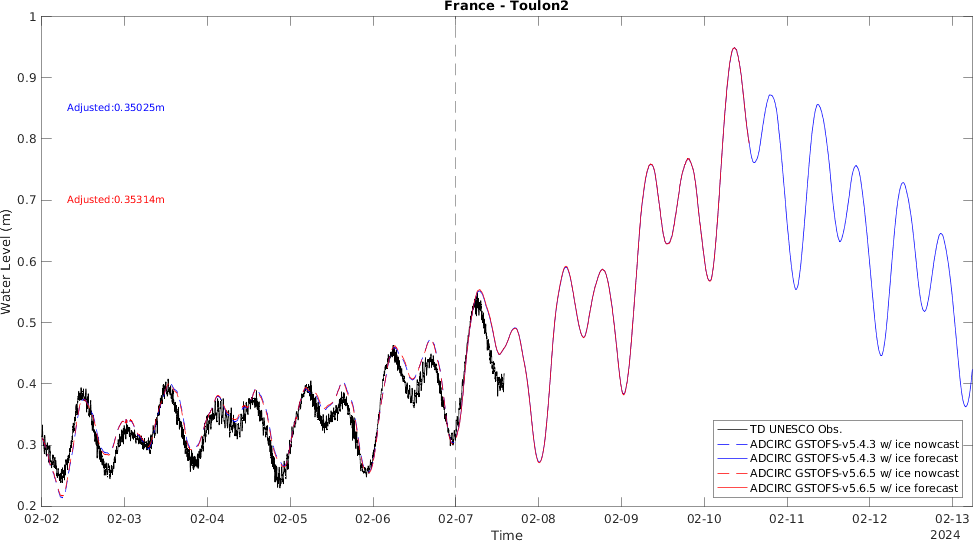 France - Toulon2
1
0.9
0.8
0.7
0.6
0.5
0.4
0.3
0.2
Water Level (m)
Adjusted:0.35025m
Adjusted:0.35314m
TD UNESCO Obs.
ADCIRC GSTOFS-v5.4.3 w/ ice nowcast
ADCIRC GSTOFS-v5.4.3 w/ ice forecast
ADCIRC GSTOFS-v5.6.5 w/ ice nowcast
ADCIRC GSTOFS-v5.6.5 w/ ice forecast
02-02 02-03 02-04 02-05 02-06 02-07 02-08 02-09 02-10 02-11 02-12 02-13
Time
2024